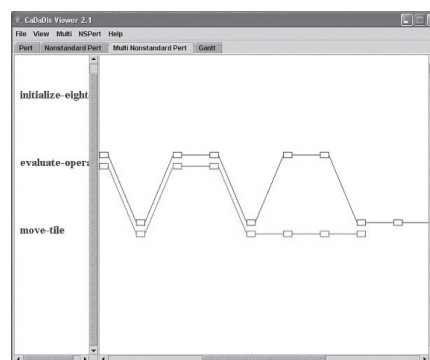 CaDaDis Viewer 2.1
File View Multi NSPert Help
Pert Nonstandard Pert Multi Nonstandard Pert Gantt
initialize-eight
evaluate-opera
move-tile